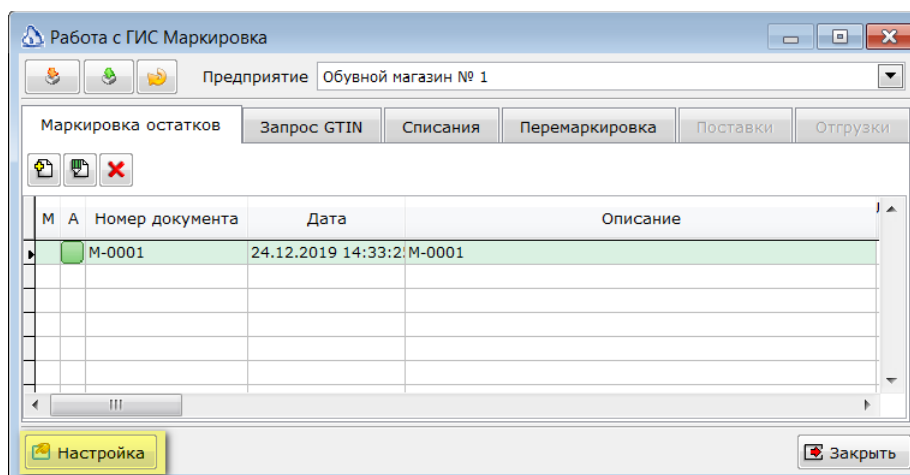 Работа с ГИС Маркировка
Предприятие Обувной магазин № 1
Маркировка остатков Запрос GTIN Списания Перемаркировка Поставки Отгрузки
М А Номер документа Дата Описание
М-0001 24.12.2019 14:33:2 М-0001
Настройка Закрыть